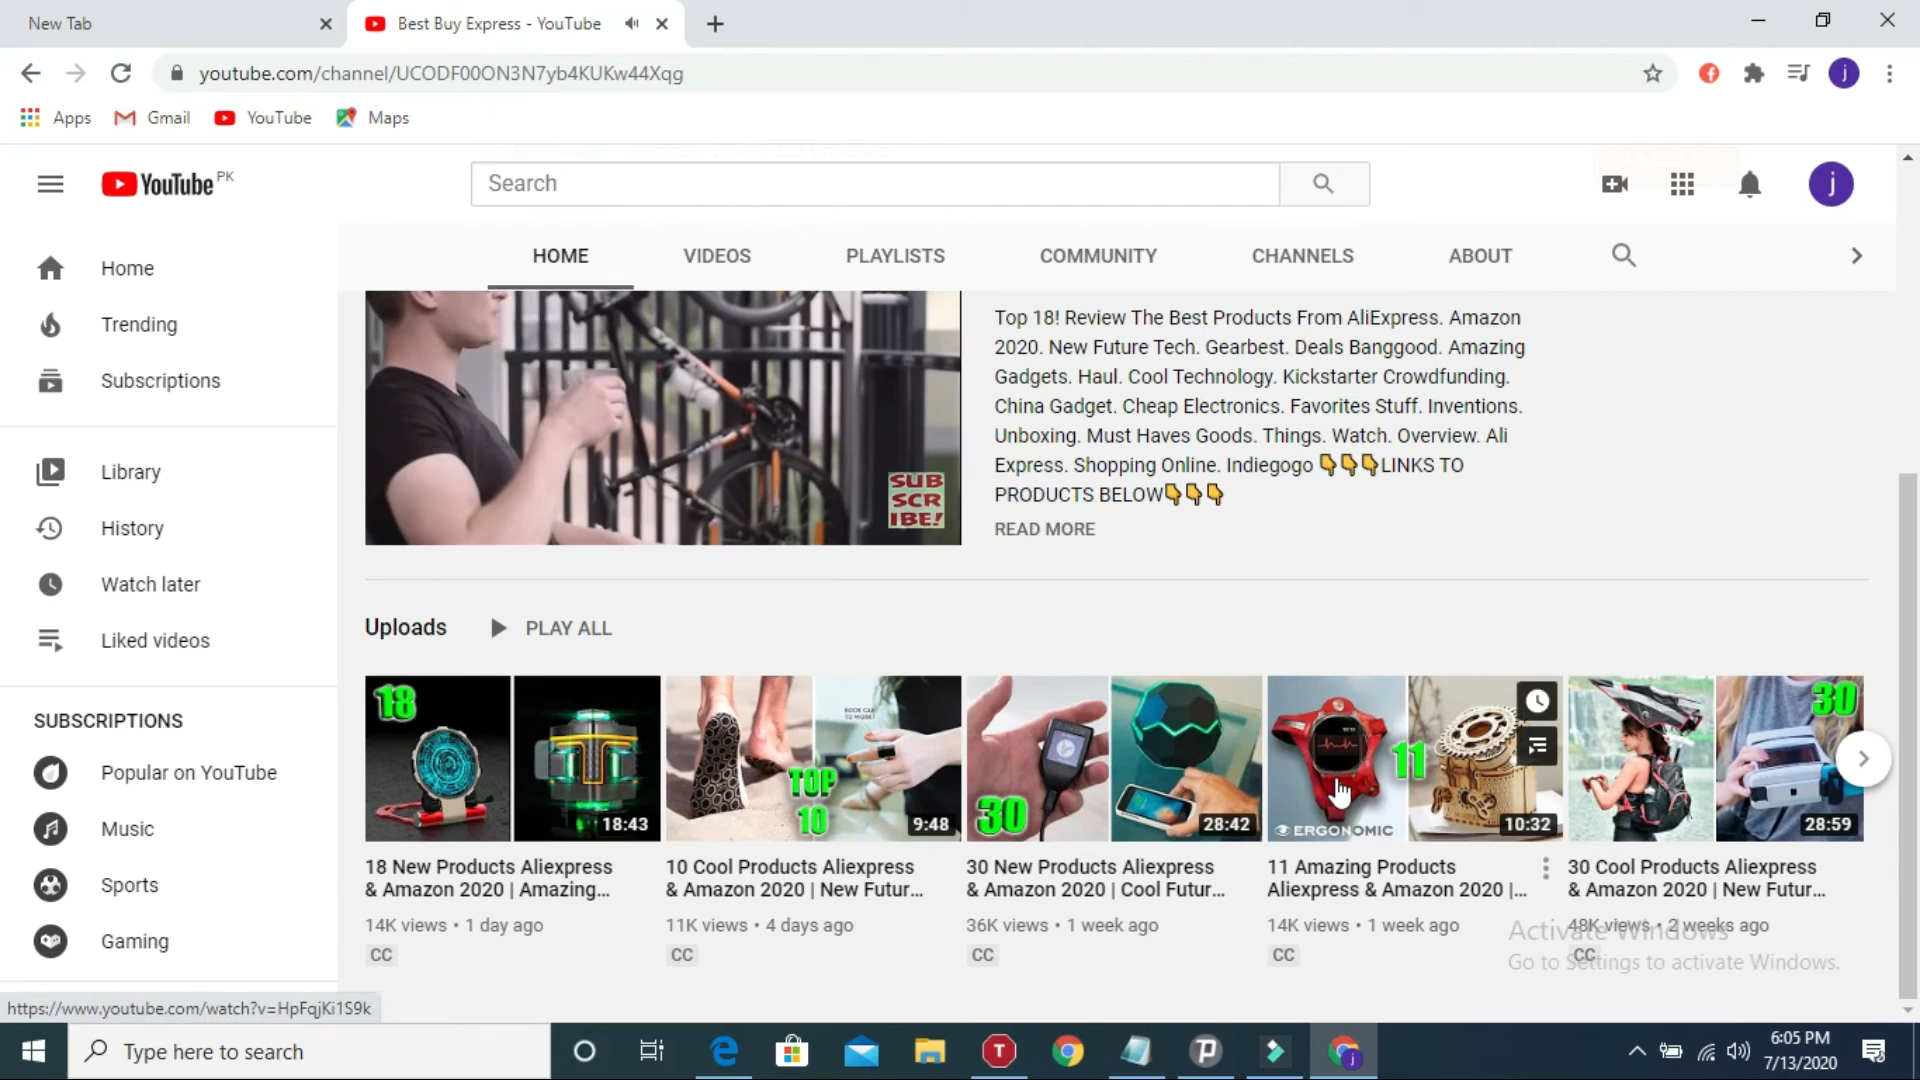 New Tab
Best Buy Express - YouTube
youtube.com/channel/UCODF00ON3N7yb4KUKw44Xqg
j
Apps
Gmail
YouTube
Maps
YouTube PK
Search
j
HOME
VIDEOS
PLAYLISTS
COMMUNITY
CHANNELS
ABOUT
Home
Trending
Subscriptions
Library
History
Watch later
Liked videos
SUBSCRIPTIONS
Popular on YouTube
Music
Sports
Gaming
SUB
SCR
IBE!
Top 18! Review The Best Products From AliExpress. Amazon
2020. New Future Tech. Gearbest. Deals Banggood. Amazing
Gadgets. Haul. Cool Technology. Kickstarter Crowdfunding.
China Gadget. Cheap Electronics. Favorites Stuff. Inventions.
Unboxing. Must Haves Goods. Things. Watch. Overview. Ali
Express. Shopping Online. Indiegogo 👇👇👇LINKS TO
PRODUCTS BELOW👇👇👇
READ MORE
Uploads
PLAY ALL
18
18:43
18 New Products Aliexpress
& Amazon 2020 | Amazing...
14K views • 1 day ago
CC
TOP
10
9:48
10 Cool Products Aliexpress
& Amazon 2020 | New Futur...
11K views • 4 days ago
CC
30
28:42
30 New Products Aliexpress
& Amazon 2020 | Cool Futur...
36K views • 1 week ago
CC
11
ERGONOMIC
10:32
11 Amazing Products
Aliexpress & Amazon 2020 |...
14K views • 1 week ago
CC
30
28:59
30 Cool Products Aliexpress
& Amazon 2020 | New Futur...
48K views • 2 weeks ago
CC
Activate Windows
Go to Settings to activate Windows.
https://www.youtube.com/watch?v=HpFqjKi1S9k
Type here to search
6:05 PM
7/13/2020